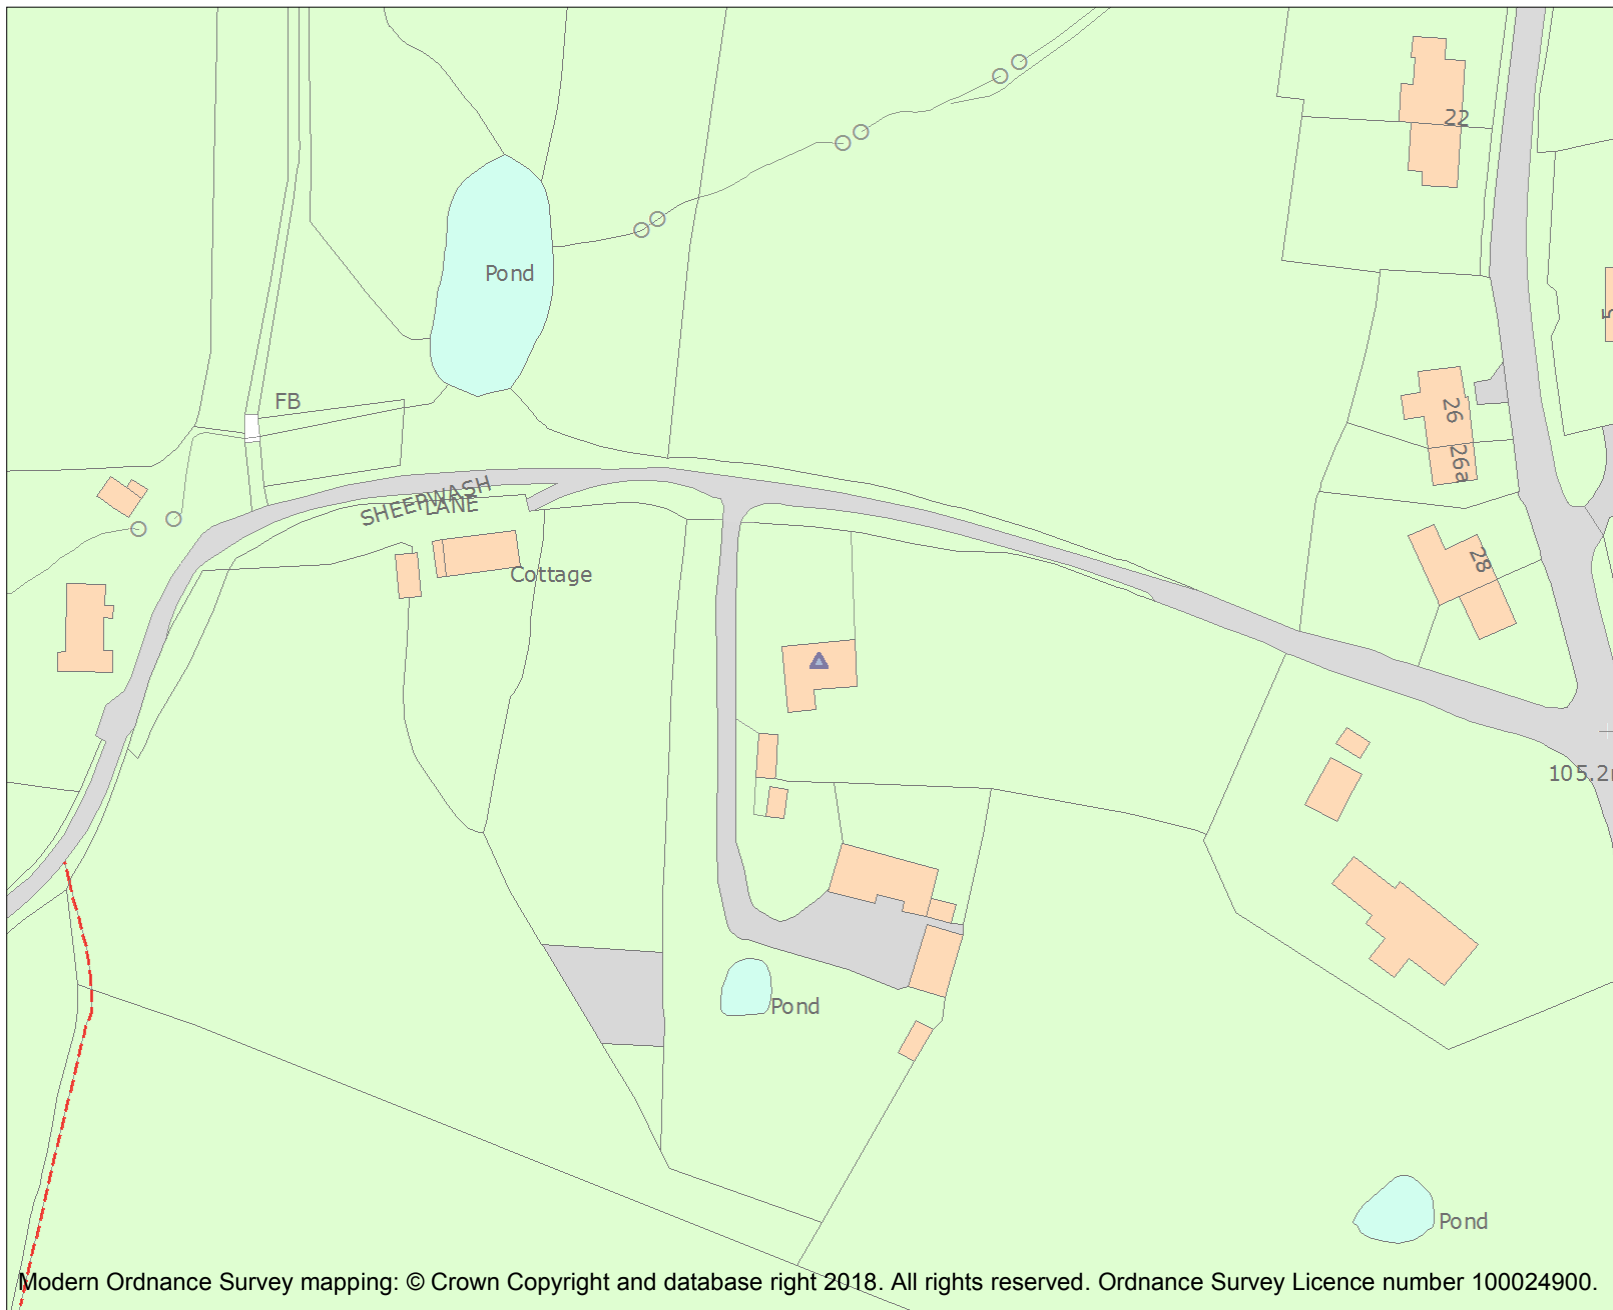 22
Pond
5
FB
26
26a
SHEEPWASH
LANE
28
Cottage
105.2
Pond
Pond
Modern Ordnance Survey mapping: © Crown Copyright and database right 2018. All rights reserved. Ordnance Survey Licence number 100024900.